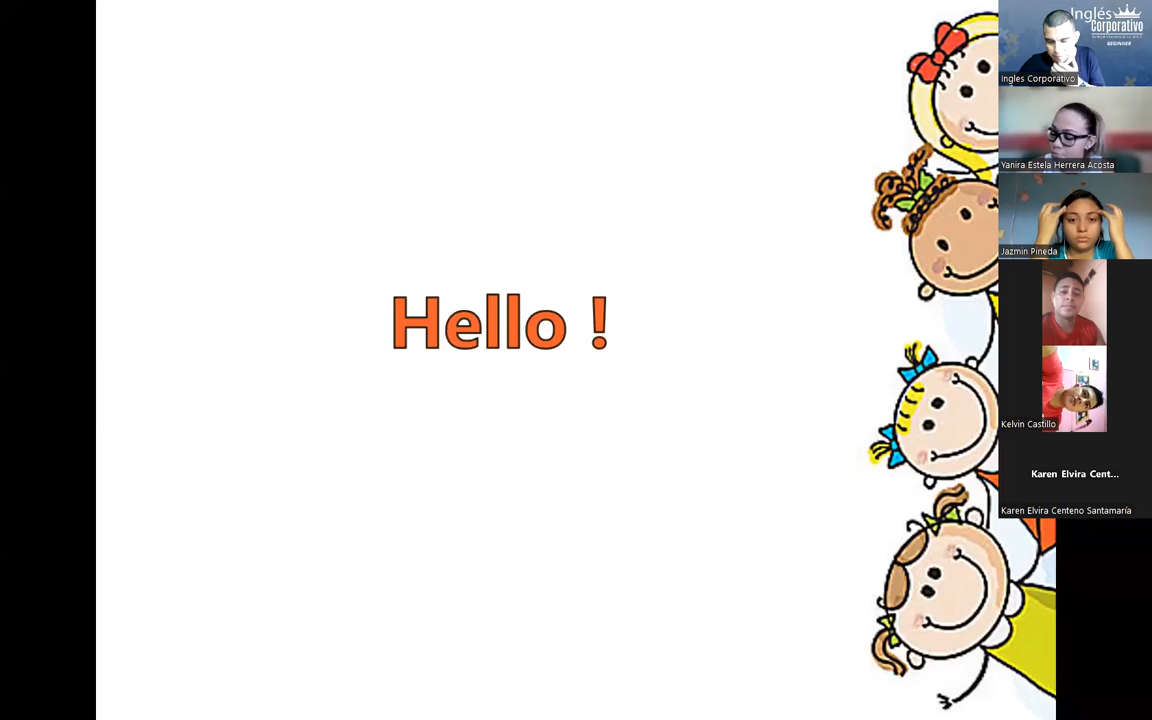 Hello !
Inglés
Corporativo
BEGINNER
Ingles Corporativo
Yanira Estela Herrera Acosta
Jazmin Pineda
Kelvin Castillo
Karen Elvira Cent...
Karen Elvira Centeno Santamaría